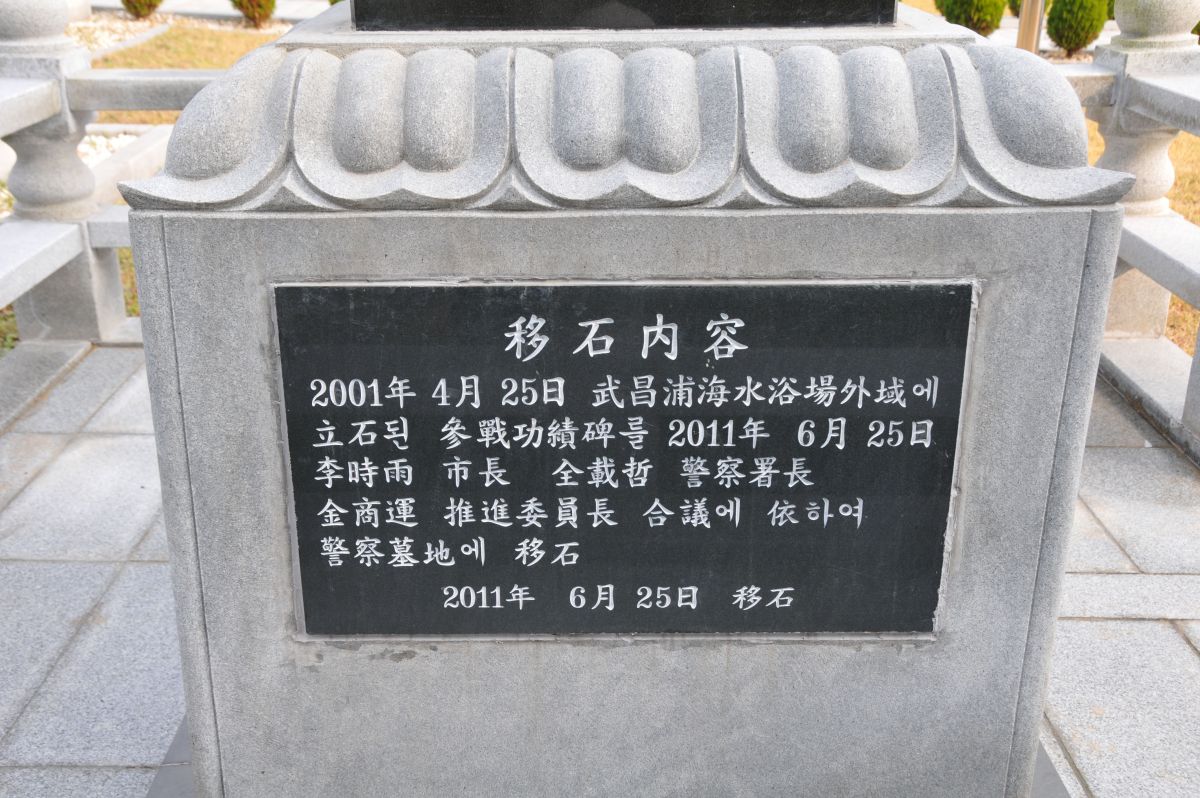 移石内容
2001年 4月 25日 武昌浦海水浴場外域에
立石된 參戰功績碑를 2011年 6月 25日
李時雨 市長 全載哲 警察署長
金商運 推進委員長 合議에 依하여
警察墓地에 移石
2011年 6月 25日 移石